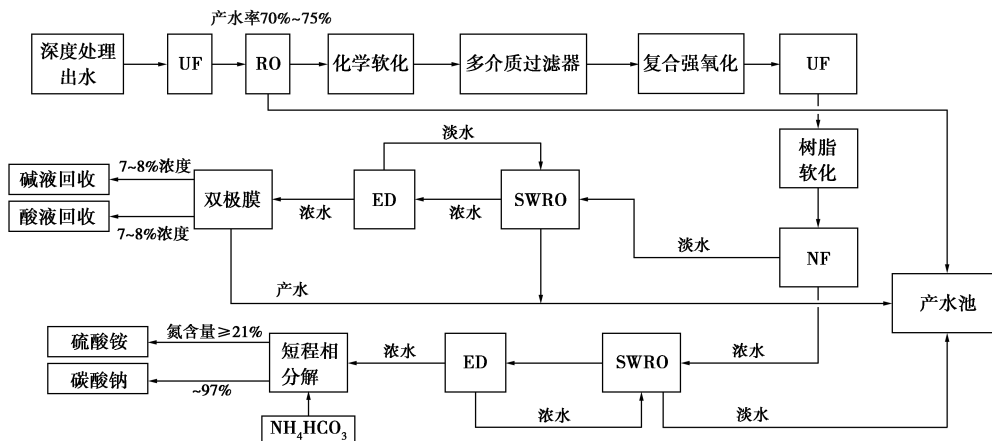 产水率70%~75%
深度处理
出水
UF
RO
化学软化
多介质过滤器
复合强氧化
UF
树脂
软化
淡水
7~8%浓度
碱液回收
双极膜
浓水
ED
浓水
SWRO
酸液回收
7~8%浓度
淡水
NF
产水
产水池
氮含量≥21%
硫酸铵
短程相
分解
浓水
ED
SWRO
浓水
碳酸钠
~97%
浓水
淡水
NH4HCO3